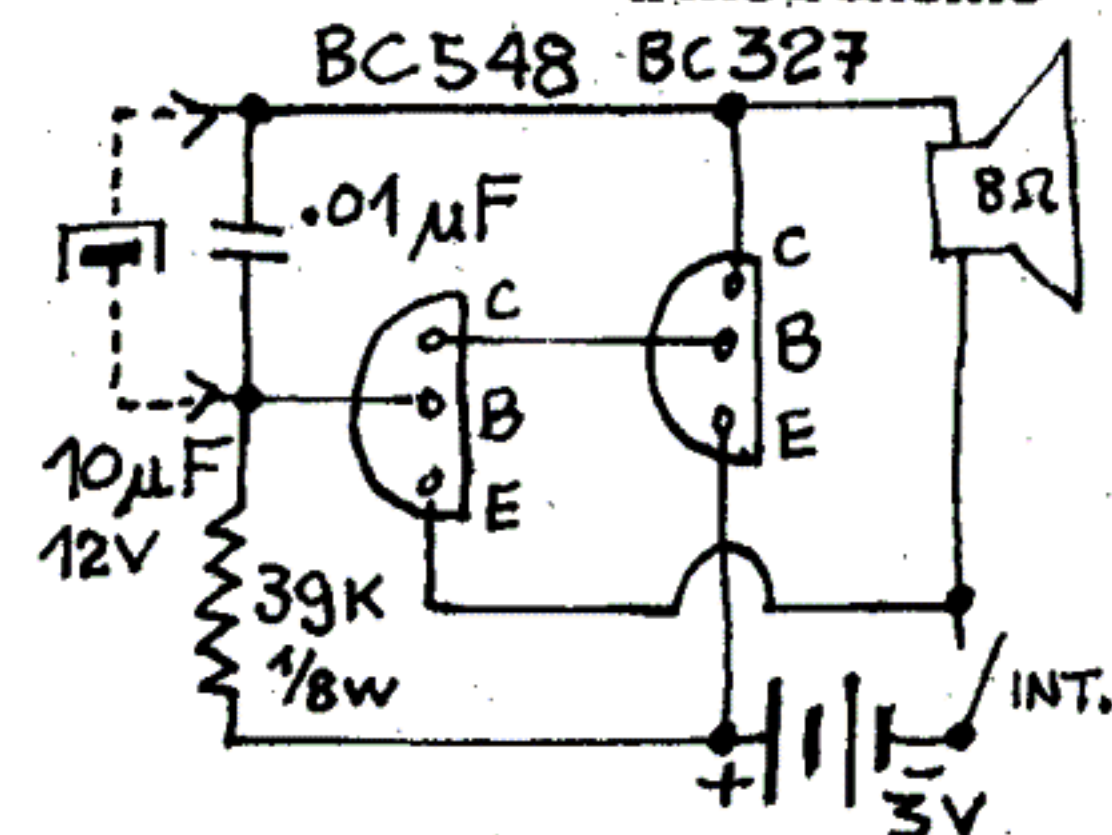 BC548 BC327
8Ω
.01µF
C
B
E
C
B
E
10µF
12V
39K
1/8W
INT.
+
-
3V